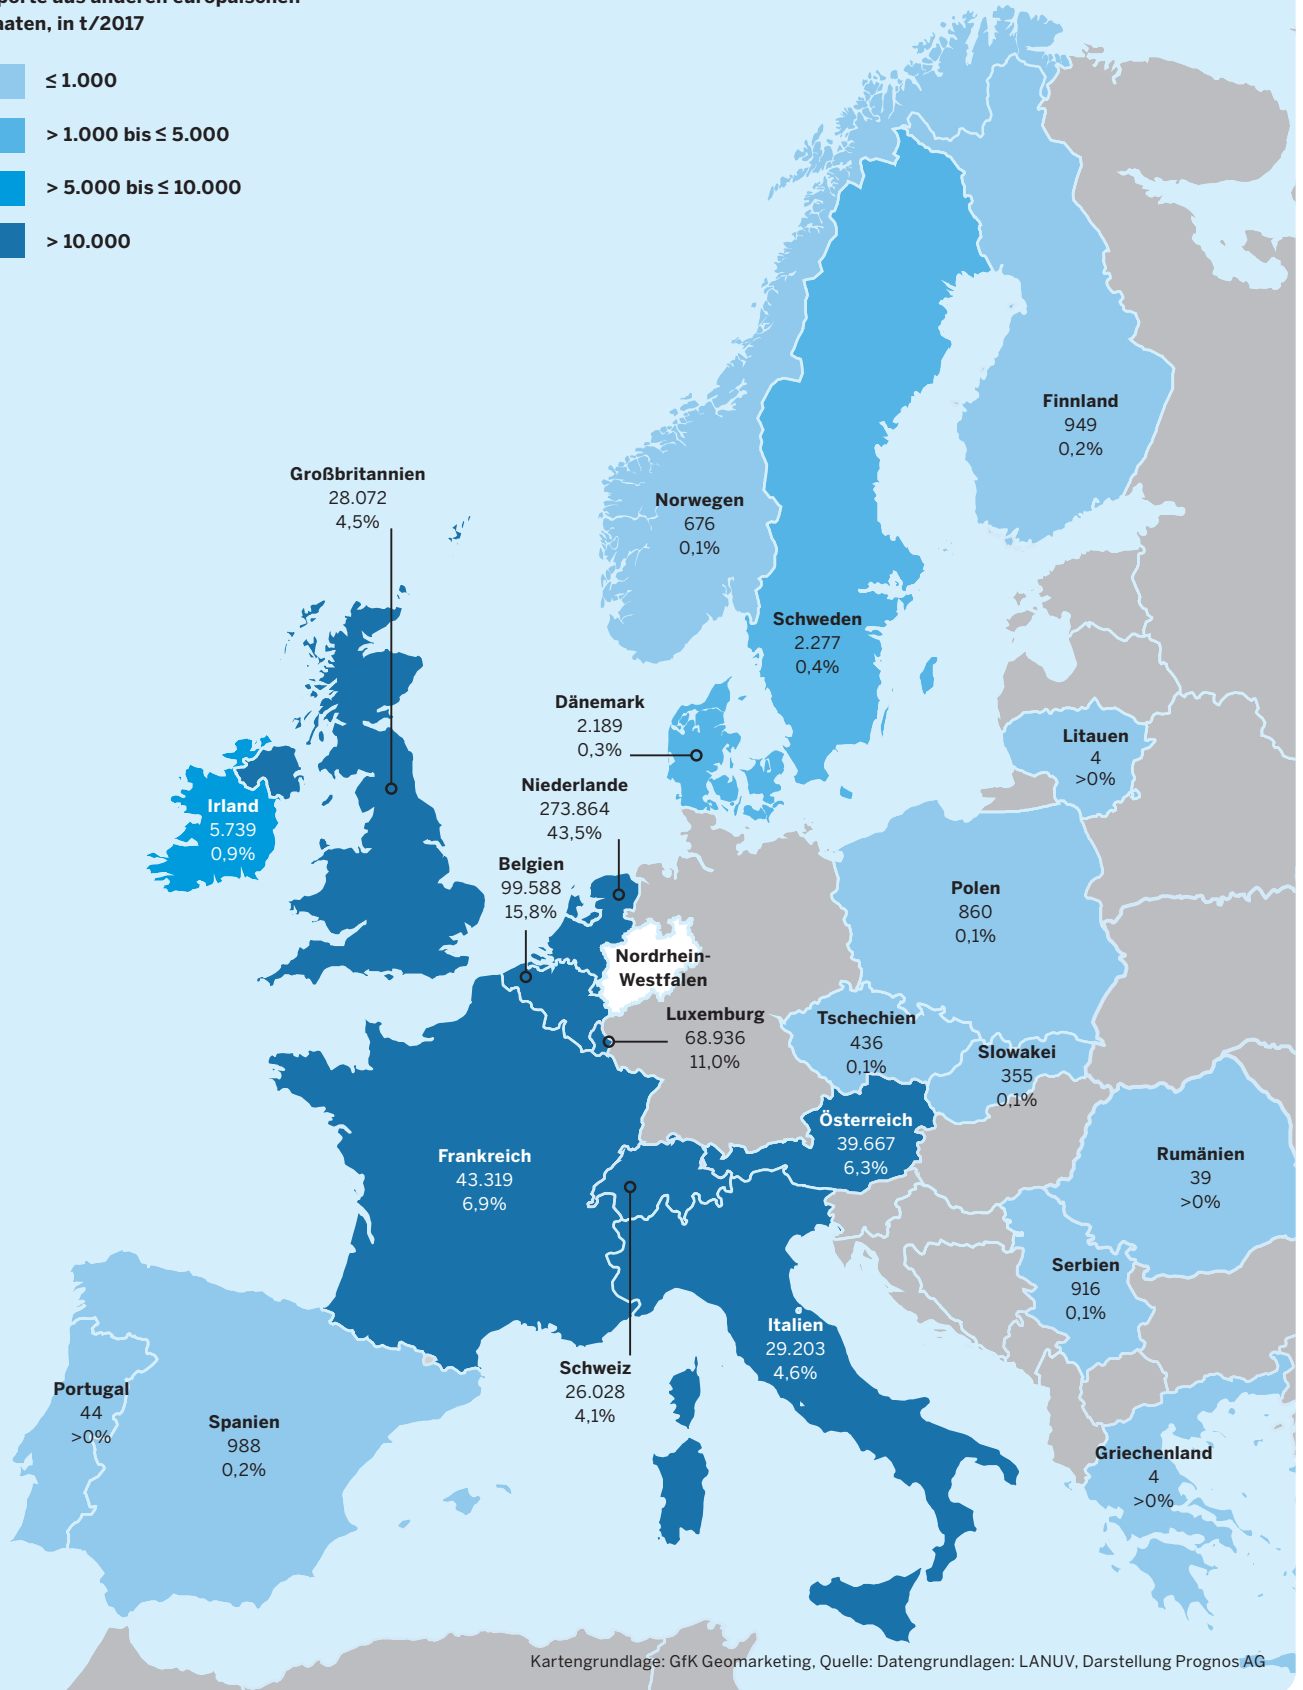 aus anderen europäischen
in t/2017
≤ 1.000
> 1.000 bis ≤ 5.000
> 5.000 bis ≤ 10.000
> 10.000
Finnland
949
0,2%
Großbritannien
28.072
4,5%
Norwegen
676
0,1%
Schweden
2.277
0,4%
Dänemark
2.189
0,3%
Litauen
4
>0%
Niederlande
273.864
43,5%
Irland
5.739
0,9%
Belgien
99.588
15,8%
Polen
860
0,1%
Nordrhein-
Westfalen
Luxemburg
68.936
11,0%
Tschechien
436
0,1%
Slowakei
355
0,1%
Österreich
39.667
6,3%
Frankreich
43.319
6,9%
Rumänien
39
>0%
Serbien
916
0,1%
Italien
29.203
4,6%
Schweiz
26.028
4,1%
Portugal
44
>0%
Spanien
988
0,2%
Griechenland
4
>0%
Kartengrundlage: GfK Geomarketing, Quelle: Datengrundlagen: LANUV, Darstellung Prognos AG